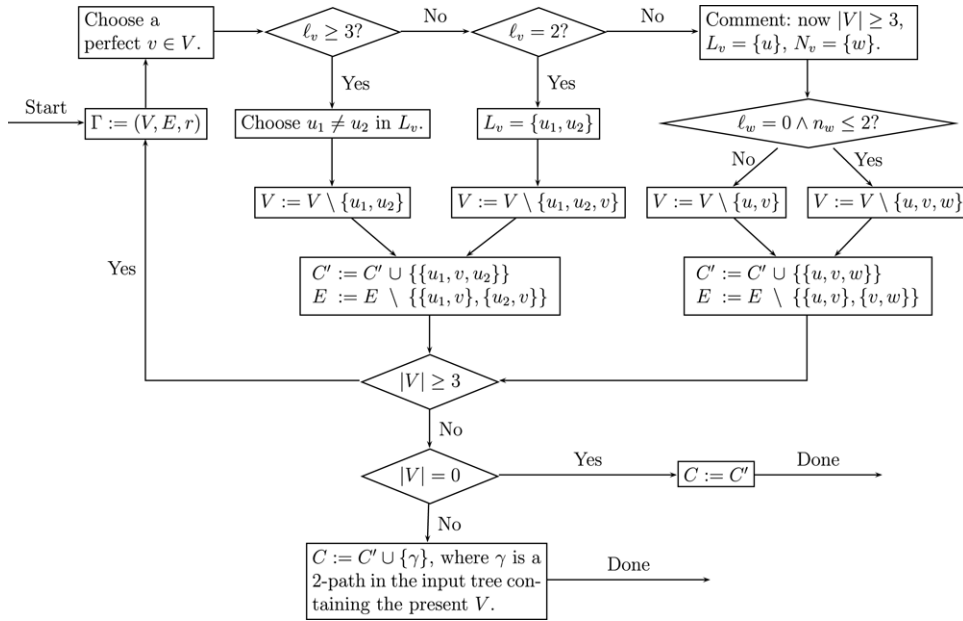 Choose a
perfect v ∈ V.
ℓ_v ≥ 3?
No
ℓ_v = 2?
No
Comment: now |V| ≥ 3,
L_v = {u}, N_v = {w}.
Start
Yes
Yes
Γ := (V, E, r)
Choose u_1 ≠ u_2 in L_v.
L_v = {u_1, u_2}
ℓ_w = 0 ∧ n_w ≤ 2?
No
Yes
V := V \ {u_1, u_2}
V := V \ {u_1, u_2, v}
V := V \ {u, v}
V := V \ {u, v, w}
Yes
C′ := C′ ∪ {{u_1, v, u_2}}
E := E \ {{u_1, v}, {u_2, v}}
C′ := C′ ∪ {{u, v, w}}
E := E \ {{u, v}, {v, w}}
|V| ≥ 3
No
|V| = 0
Yes
C := C′
Done
No
C := C′ ∪ {γ}, where γ is a
2-path in the input tree con-
taining the present V.
Done